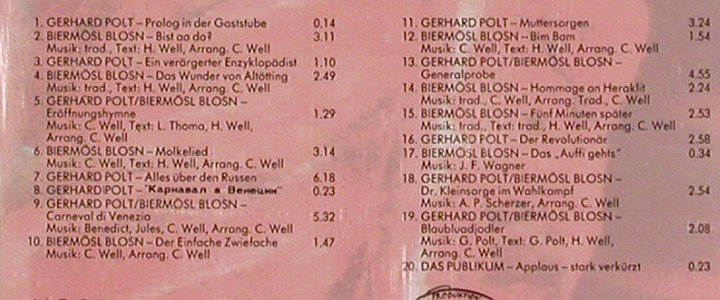 1. GERHARD POLT – Prolog in der Gaststube 0.14
2. BIERMÖSL BLOSN – Bist aa do? 3.11
Musik: trad., Text: H. Well, Arrang. C. Well
3. GERHARD POLT – Ein verärgerter Enzyklopädist 1.10
4. BIERMÖSL BLOSN – Das Wunder von Altötting 2.49
Musik: trad., Text: H. Well, Arrang. C. Well
5. GERHARD POLT/BIERMÖSL BLOSN –
Eröffnungshymne 1.29
Musik: C. Well, Text: L. Thoma, H. Well,
Arrang. C. Well
6. BIERMÖSL BLOSN – Molkelied 3.14
Musik: C. Well, Text: H. Well, Arrang. C. Well
7. GERHARD POLT – Alles über den Russen 6.18
8. GERHARD POLT – "Карнавал в Венеции" 0.23
9. GERHARD POLT/BIERMÖSL BLOSN –
Carneval di Venezia 5.32
Musik: Benedict, Jules, C. Well, Arrang. C. Well
10. BIERMÖSL BLOSN – Der Einfache Zwiefache 1.47
Musik: C. Well, Arrang. C. Well
11. GERHARD POLT – Muttersorgen 3.24
12. BIERMÖSL BLOSN – Bim Bam 1.54
Musik: C. Well, Text: H. Well, Arrang. C. Well
13. GERHARD POLT/BIERMÖSL BLOSN –
Generalprobe 4.55
14. BIERMÖSL BLOSN – Hommage an Heraklit 2.24
Musik: trad., C. Well, Arrang. Trad., C. Well
15. BIERMÖSL BLOSN – Fünf Minuten später 2.53
Musik: trad., Text: trad., H. Well, Arrang. C. Well
16. GERHARD POLT – Der Revolutionär 2.58
17. BIERMÖSL BLOSN – Das „Auffi gehts" 0.34
Musik: J. F. Wagner
18. GERHARD POLT/BIERMÖSL BLOSN –
Dr. Kleinsorge im Wahlkampf 2.54
Musik: A. P. Scherzer, Arrang. C. Well
19. GERHARD POLT/BIERMÖSL BLOSN –
Blaubluadjodler 2.08
Musik: G. Polt, Text: G. Polt, H. Well,
Arrang. C. Well
20. DAS PUBLIKUM – Applaus – stark verkürzt 0.23